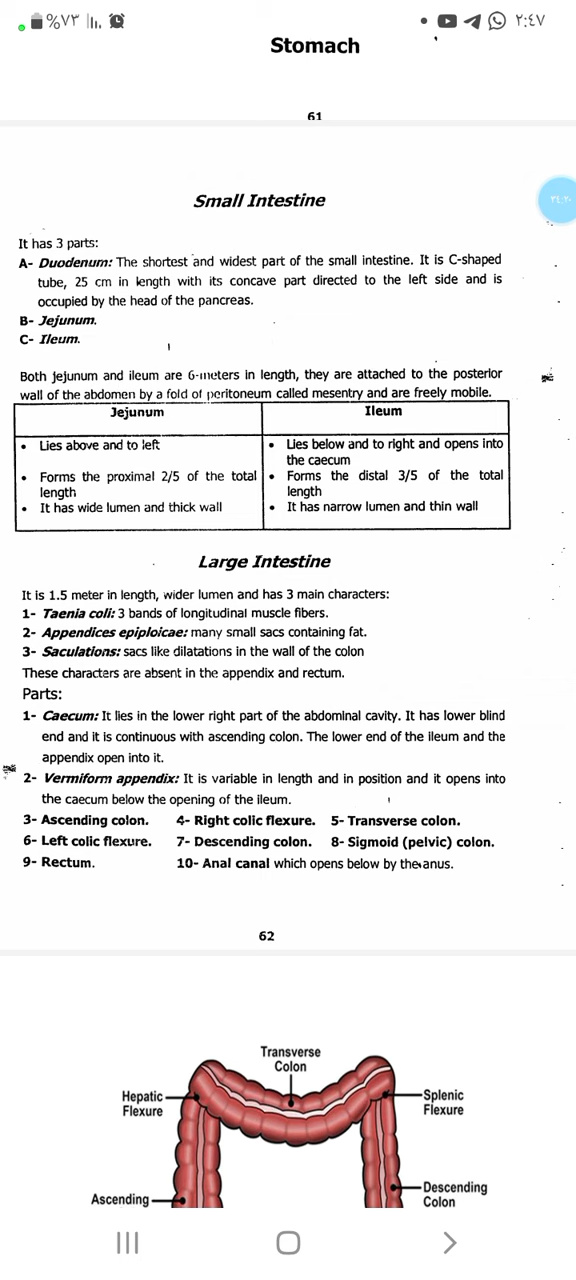 %٧٣ ٢:٤٧
Stomach
61
Small Intestine
٢٤:٢٠
It has 3 parts:
A- Duodenum: The shortest and widest part of the small intestine. It is C-shaped
tube, 25 cm in length with its concave part directed to the left side and is
occupied by the head of the pancreas.
B- Jejunum.
C- Ileum.
Both jejunum and ileum are 6-meters in length, they are attached to the posterior
wall of the abdomen by a fold of peritoneum called mesentry and are freely mobile.
Jejunum
• Lies above and to left
• Forms the proximal 2/5 of the total
length
• It has wide lumen and thick wall
Ileum
• Lies below and to right and opens into
the caecum
• Forms the distal 3/5 of the total
length
• It has narrow lumen and thin wall
Large Intestine
It is 1.5 meter in length, wider lumen and has 3 main characters:
1- Taenia coli: 3 bands of longitudinal muscle fibers.
2- Appendices epiploicae: many small sacs containing fat.
3- Saculations: sacs like dilatations in the wall of the colon
These characters are absent in the appendix and rectum.
Parts:
1- Caecum: It lies in the lower right part of the abdominal cavity. It has lower blind
end and it is continuous with ascending colon. The lower end of the ileum and the
appendix open into it.
2- Vermiform appendix: It is variable in length and in position and it opens into
the caecum below the opening of the ileum.
3- Ascending colon. 4- Right colic flexure. 5- Transverse colon.
6- Left colic flexure. 7- Descending colon. 8- Sigmoid (pelvic) colon.
9- Rectum. 10- Anal canal which opens below by the anus.
62
Transverse
Colon
Hepatic
Flexure
Splenic
Flexure
Ascending
Descending
Colon